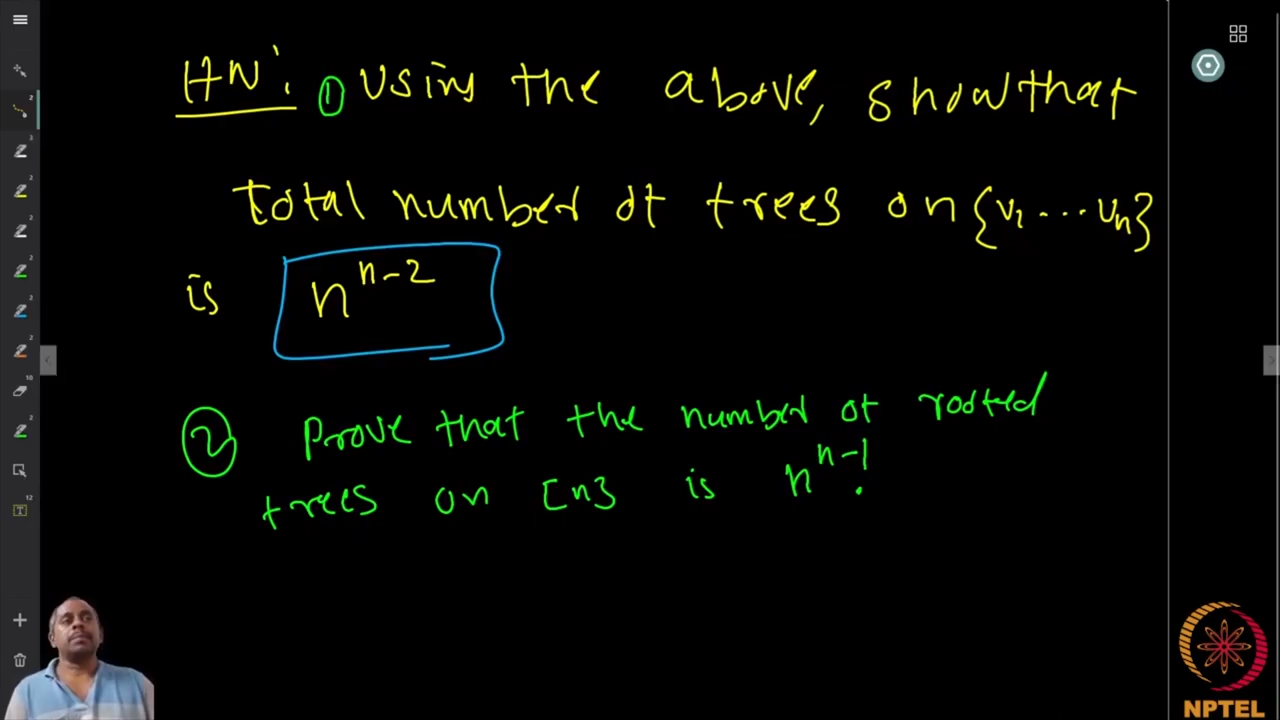 HW: ① Using the above, show that
total number of trees on {v₁ ... vₙ}
is n^{n-2}
② Prove that the number of rooted
trees on [n] is n^{n-1}.
NPTEL